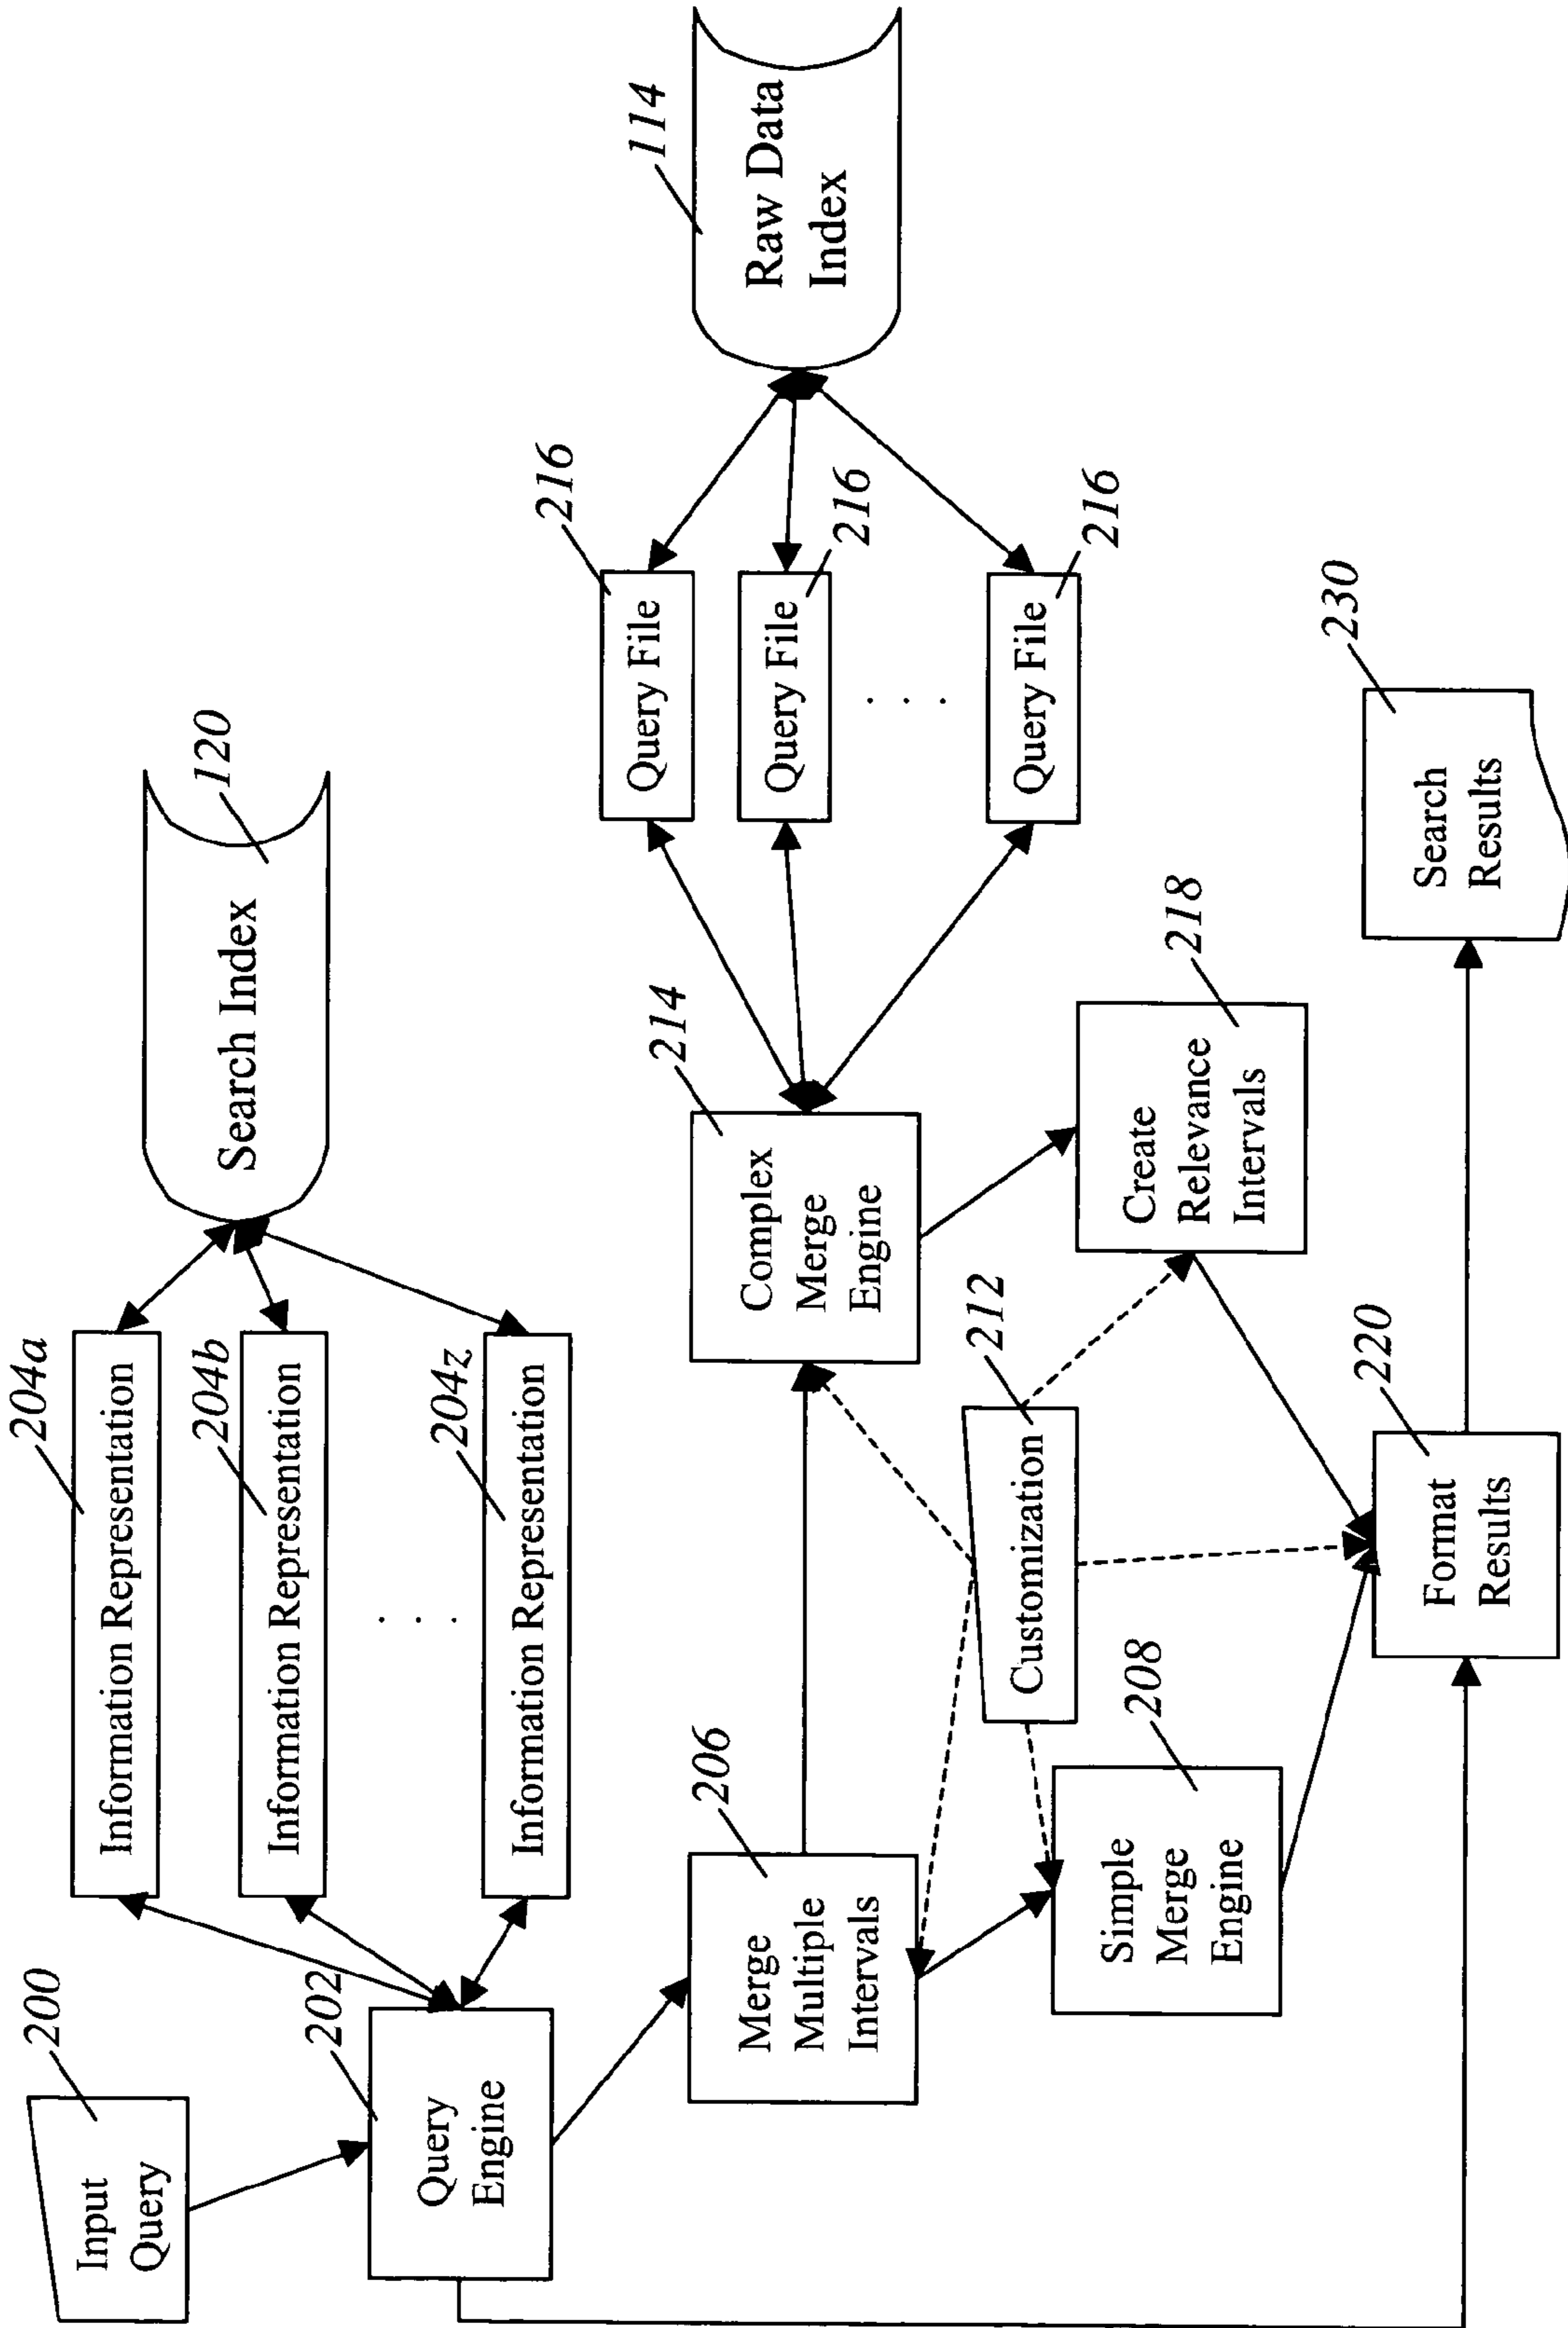 200
Input
Query
202
Query
Engine
204a
Information Representation
204b
Information Representation
. . .
204z
Information Representation
Search Index
120
206
Merge
Multiple
Intervals
214
Complex
Merge
Engine
216
Query File
Query File
216
. . .
Query File
216
114
Raw Data
Index
212
Customization
208
Simple
Merge
Engine
218
Create
Relevance
Intervals
220
Format
Results
230
Search
Results